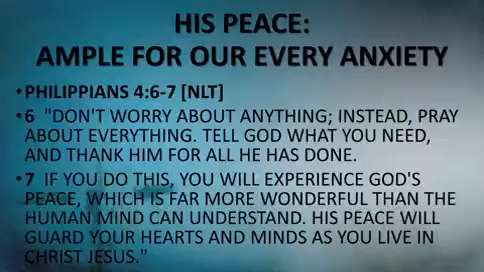 HIS PEACE:
AMPLE FOR OUR EVERY ANXIETY
•PHILIPPIANS 4:6-7 [NLT]
•6 "DON'T WORRY ABOUT ANYTHING; INSTEAD, PRAY
ABOUT EVERYTHING. TELL GOD WHAT YOU NEED,
AND THANK HIM FOR ALL HE HAS DONE.
•7 IF YOU DO THIS, YOU WILL EXPERIENCE GOD'S
PEACE, WHICH IS FAR MORE WONDERFUL THAN THE
HUMAN MIND CAN UNDERSTAND. HIS PEACE WILL
GUARD YOUR HEARTS AND MINDS AS YOU LIVE IN
CHRIST JESUS."